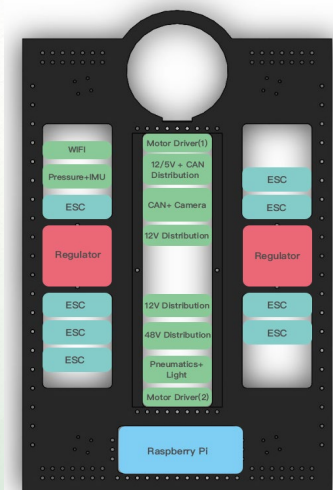 WIFI
Pressure+IMU
ESC
Regulator
ESC
ESC
ESC
Motor Driver(1)
12/5V + CAN
Distribution
CAN+ Camera
12V Distribution
12V Distribution
48V Distribution
Pneumatics+
Light
Motor Driver(2)
ESC
ESC
Regulator
ESC
ESC
Raspberry Pi